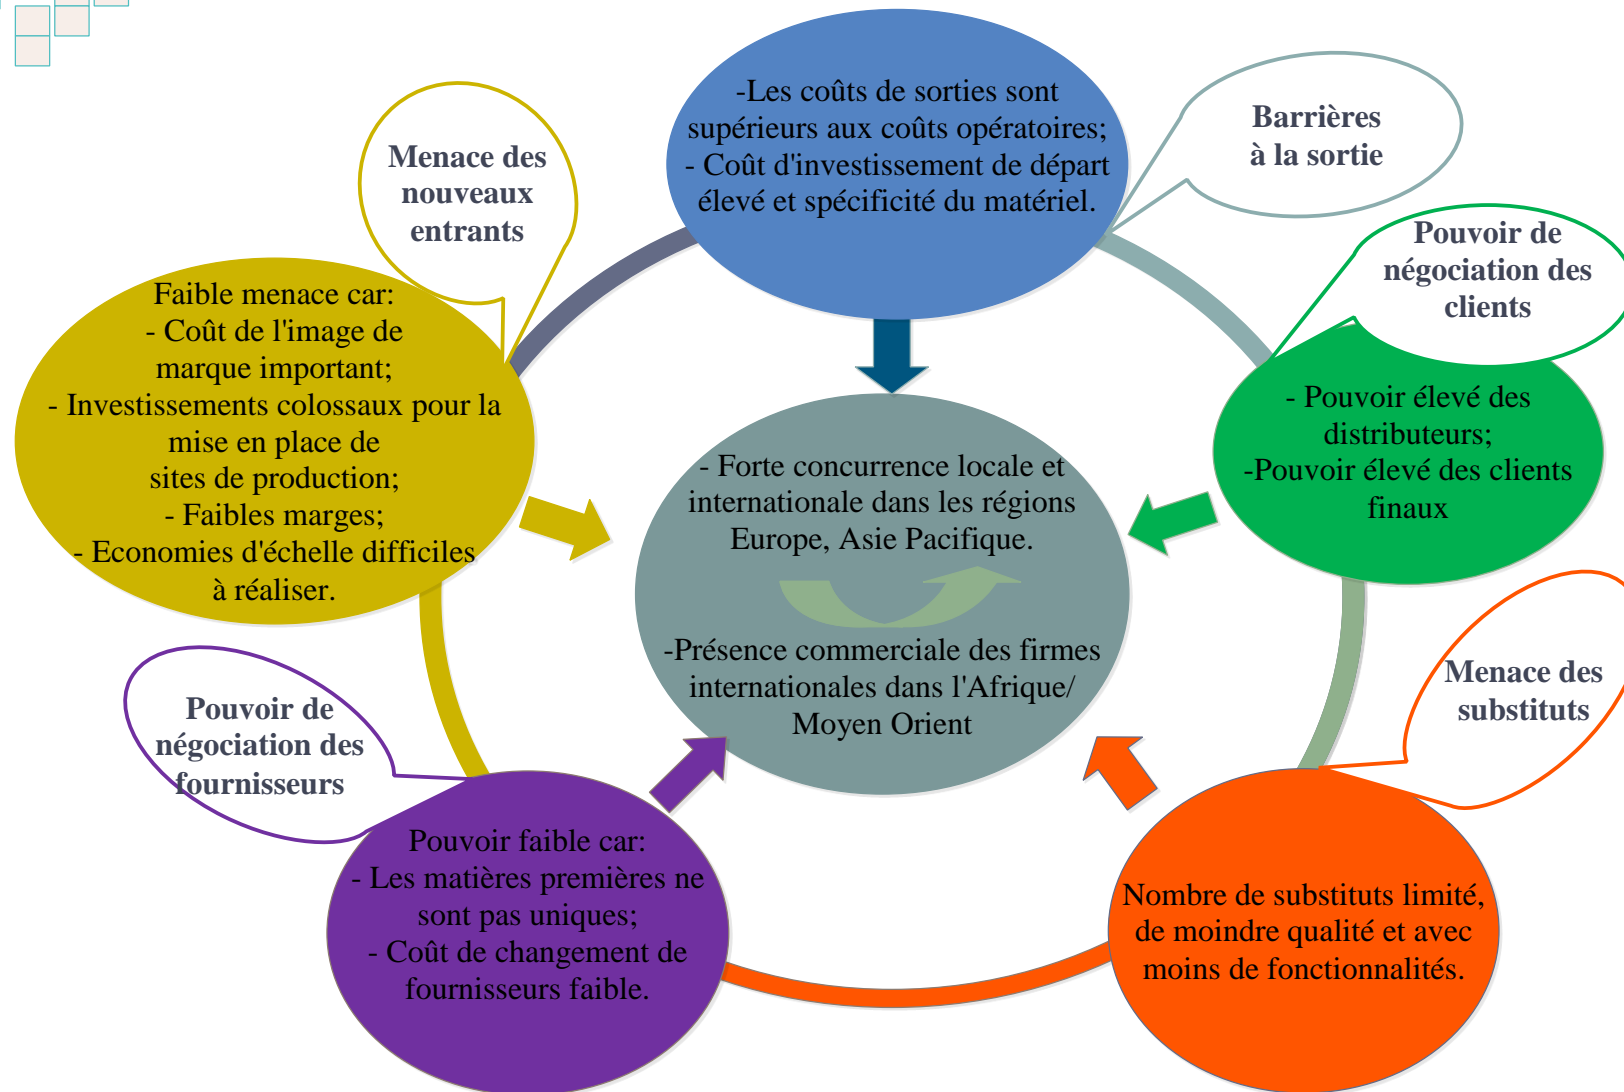 -Les coûts de sorties sont
supérieurs aux coûts opératoires;
- Coût d'investissement de départ
élevé et spécificité du matériel.
Barrières
à la sortie
Menace des
nouveaux
entrants
Pouvoir de
négociation des
clients
Faible menace car:
- Coût de l'image de
marque important;
- Investissements colossaux pour la
mise en place de
sites de production;
- Faibles marges;
- Economies d'échelle difficiles
à réaliser.
- Pouvoir élevé des
distributeurs;
-Pouvoir élevé des clients
finaux
- Forte concurrence locale et
internationale dans les régions
Europe, Asie Pacifique.
-Présence commerciale des firmes
internationales dans l'Afrique/
Moyen Orient
Menace des
substituts
Pouvoir de
négociation des
fournisseurs
Pouvoir faible car:
- Les matières premières ne
sont pas uniques;
- Coût de changement de
fournisseurs faible.
Nombre de substituts limité,
de moindre qualité et avec
moins de fonctionnalités.